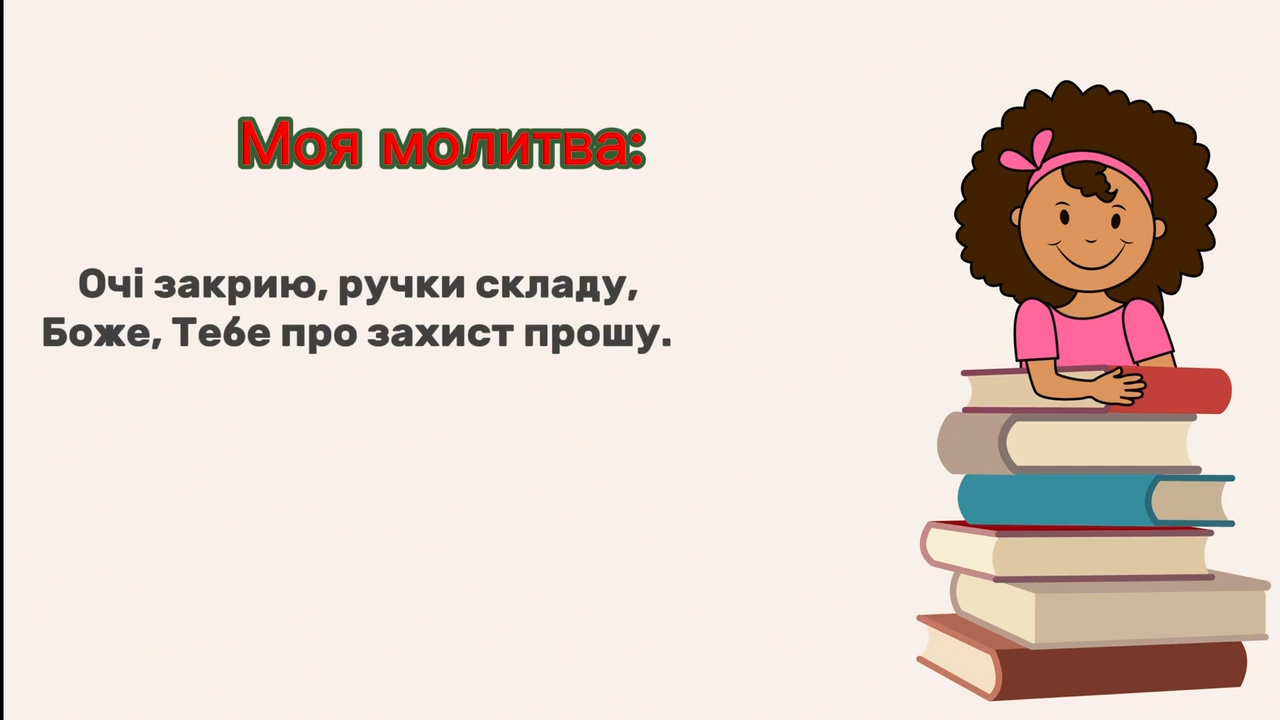 Моя молитва:
Очі закрию, ручки складу,
Боже, Тебе про захист прошу.